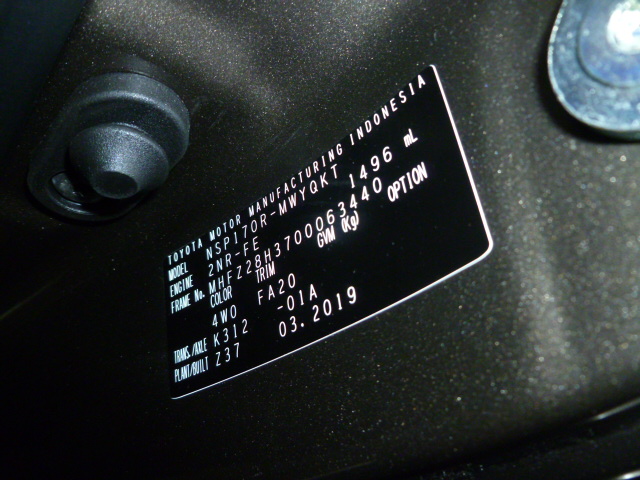 TOYOTA MOTOR MANUFACTURING INDONESIA
MODEL NSP170R-MWYQKT
ENGINE 2NR-FE 1496 mL
FRAME No. MHFZ28H3700063440
COLOR TRIM GVM (Kg) OPTION
4W0 FA20
TRANS./AXLE K312 -01A
PLANT/BUILT Z37 03.2019